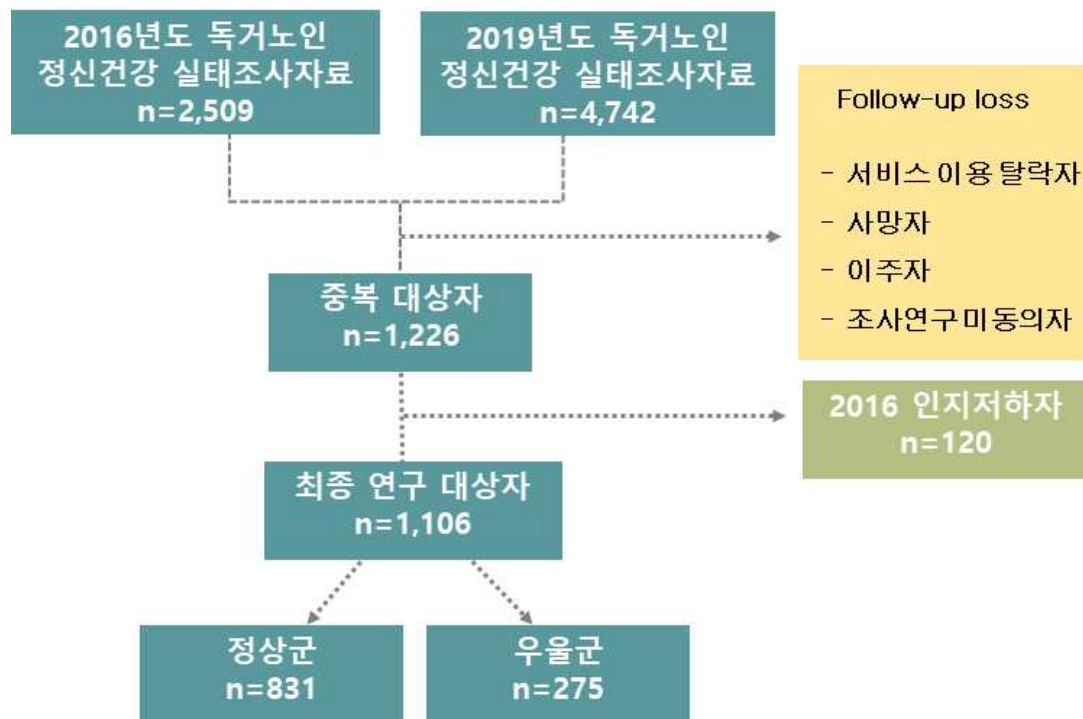 2016년도 독거노인
정신건강 실태조사자료
n=2,509
2019년도 독거노인
정신건강 실태조사자료
n=4,742
Follow-up loss
- 서비스 이용 탈락자
- 사망자
- 이주자
- 조사연구 미동의자
중복 대상자
n=1,226
2016 인지저하자
n=120
최종 연구 대상자
n=1,106
정상군
n=831
우울군
n=275